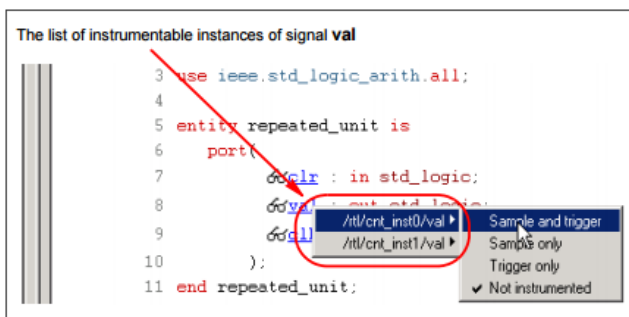 The list of instrumentable instances of signal val
3 use ieee.std_logic_arith.all;
4
5 entity repeated_unit is
6 port(
7 clr : in std_logic;
8 val : out std_logic;
/rtl/cnt_inst0/val
Sample and trigger
9
/rtl/cnt_inst1/val
Sample only
10 );
Trigger only
11 end repeated_unit;
Not instrumented